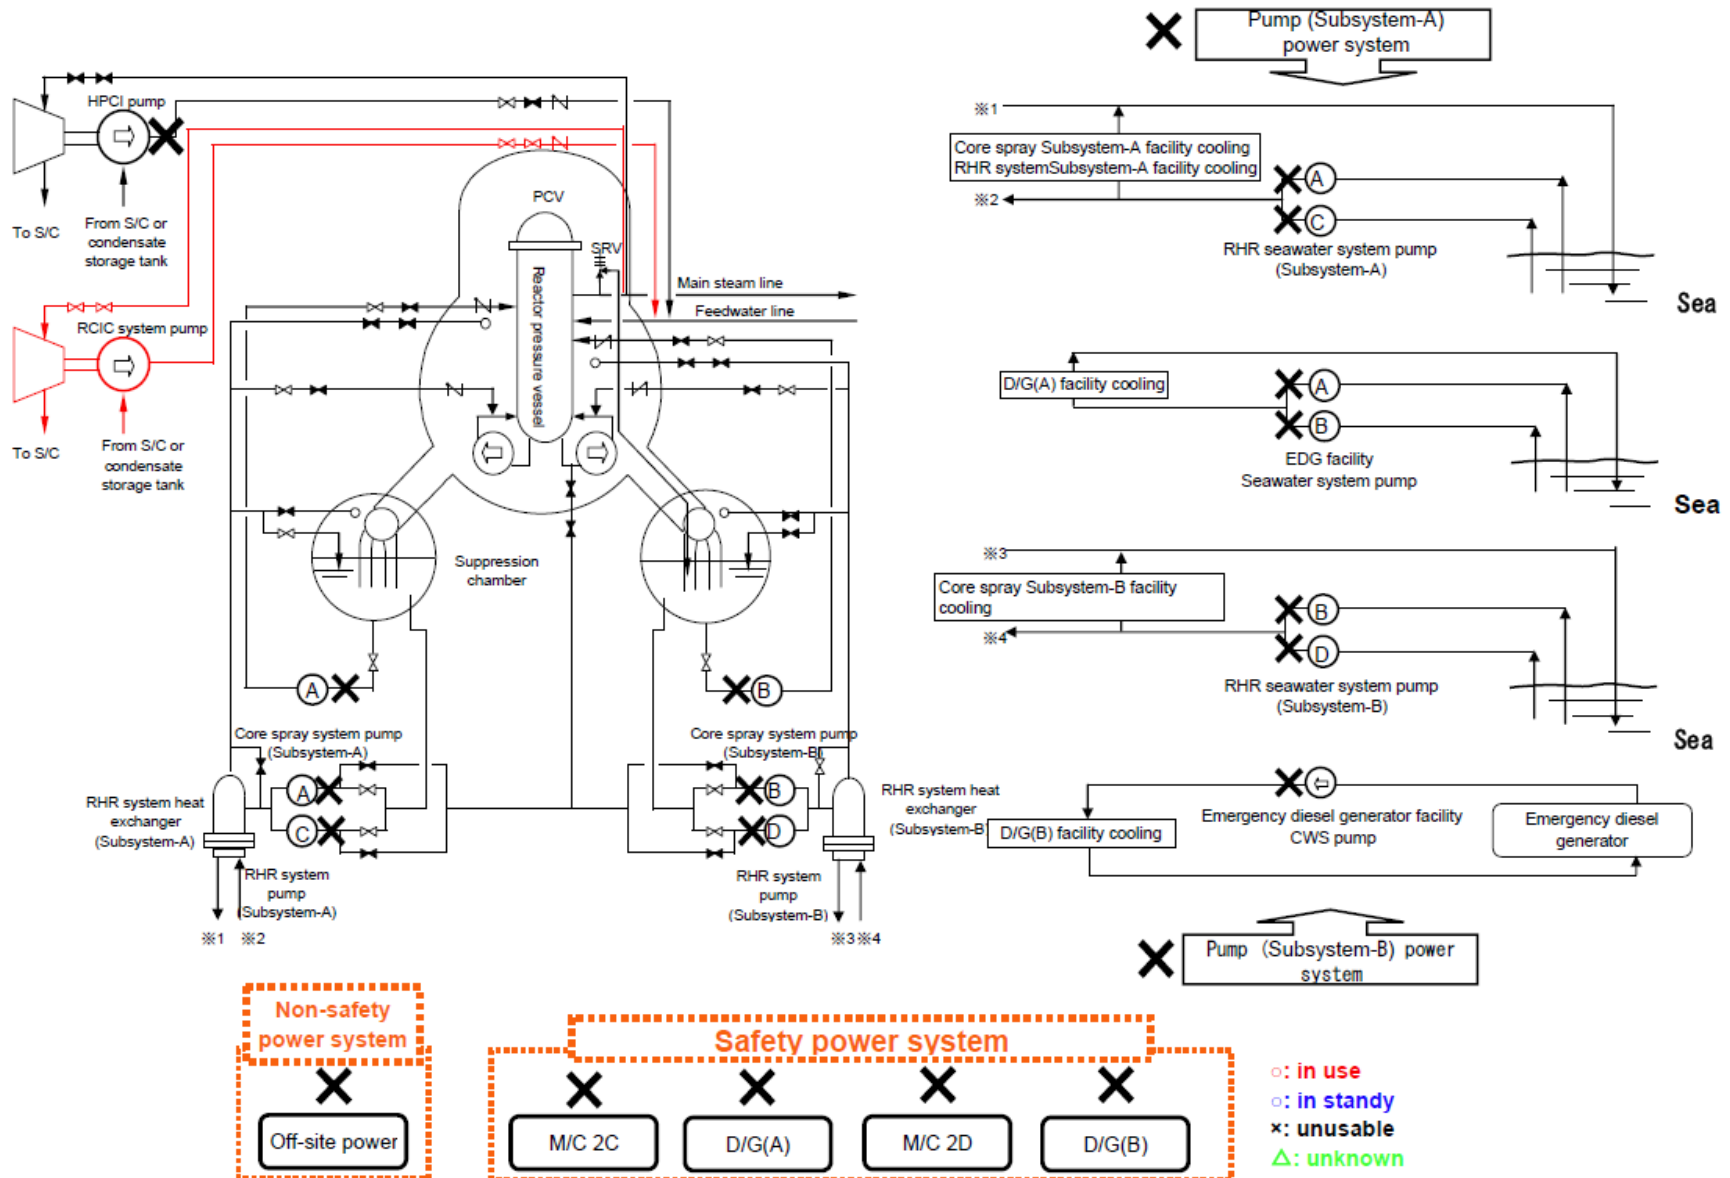 Pump (Subsystem-A)
power system
HPCI pump
To S/C
From S/C or
condensate
storage tank
RCIC system pump
To S/C
From S/C or
condensate
storage tank
PCV
SRV
Reactor pressure vessel
Main steam line
Feedwater line
Suppression
chamber
A
B
Core spray system pump
(Subsystem-A)
Core spray system pump
(Subsystem-B)
RHR system heat
exchanger
(Subsystem-A)
A
C
RHR system
pump
(Subsystem-A)
※1 ※2
B
D
RHR system
pump
(Subsystem-B)
RHR system heat
exchanger
(Subsystem-B)
※3※4
※1
Core spray Subsystem-A facility cooling
RHR systemSubsystem-A facility cooling
※2
A
C
RHR seawater system pump
(Subsystem-A)
Sea
D/G(A) facility cooling
A
B
EDG facility
Seawater system pump
Sea
※3
Core spray Subsystem-B facility
cooling
※4
B
D
RHR seawater system pump
(Subsystem-B)
Sea
D/G(B) facility cooling
Emergency diesel generator facility
CWS pump
Emergency diesel
generator
Pump (Subsystem-B) power
system
Non-safety
power system
Off-site power
Safety power system
M/C 2C
D/G(A)
M/C 2D
D/G(B)
○: in use
○: in standy
×: unusable
△: unknown